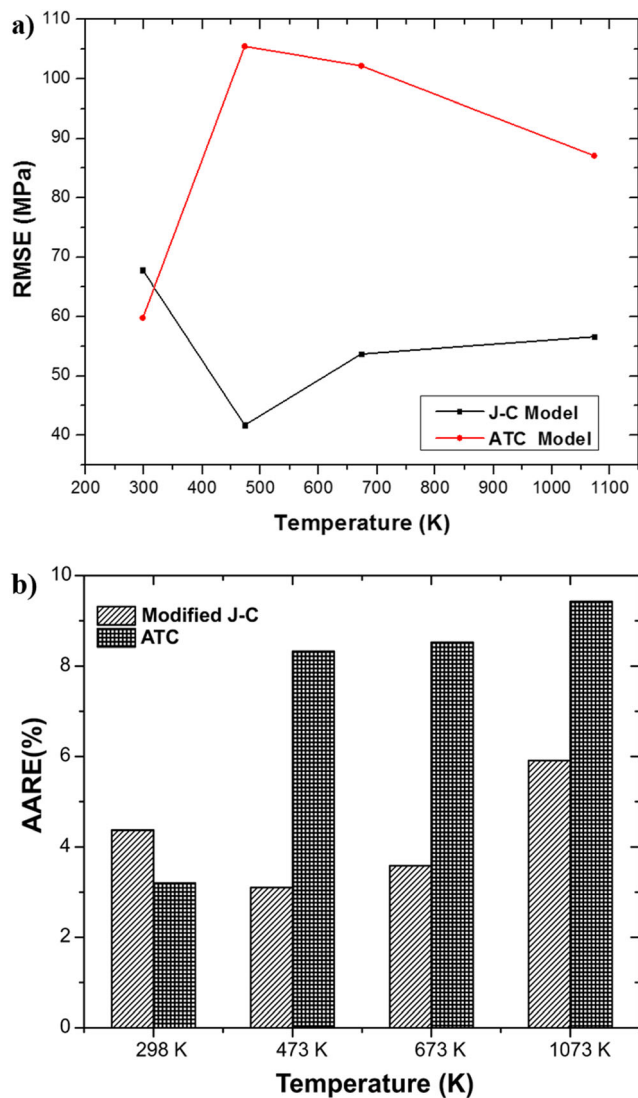 a)
110
100
90
80
70
60
50
40
RMSE (MPa)
J-C Model
ATC Model
200 300 400 500 600 700 800 900 1000 1100
Temperature (K)
b)
10
8
6
4
2
0
AARE(%)
Modified J-C
ATC
298 K 473 K 673 K 1073 K
Temperature (K)